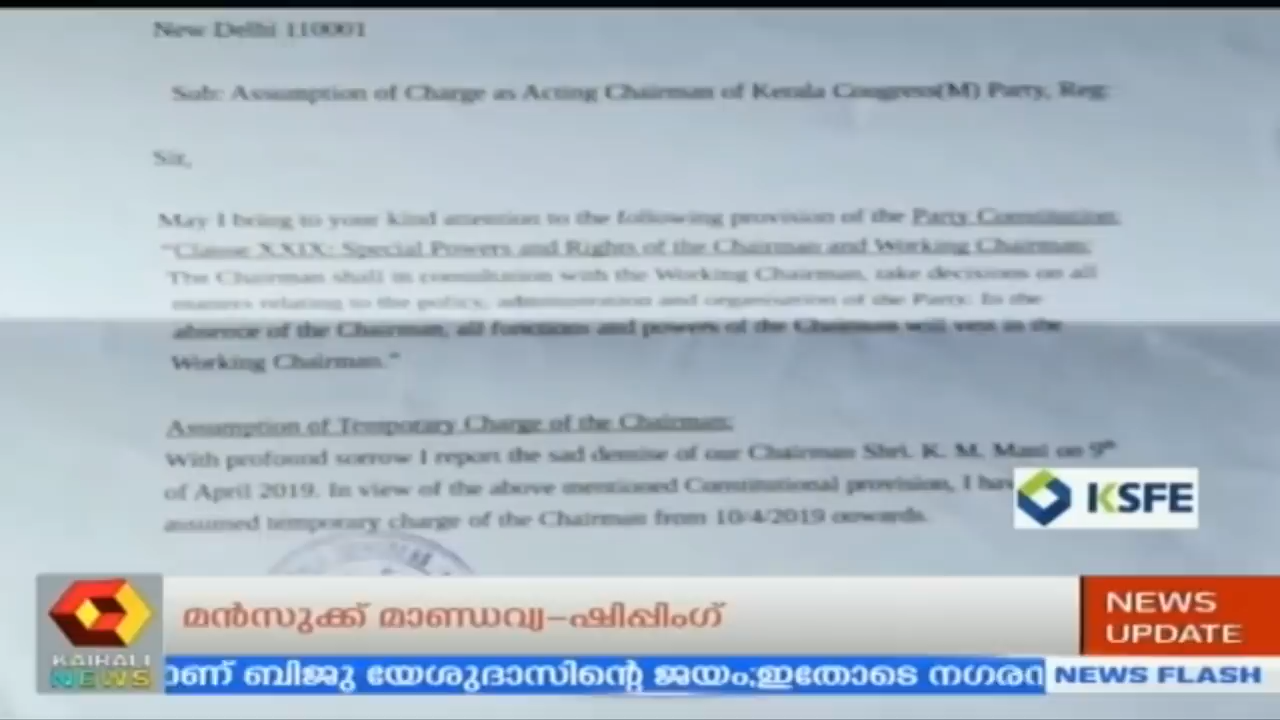 New Delhi 110001
Sub: Assumption of Charge as Acting Chairman of Kerala Congress(M) Party, Reg:
Sir,
May I bring to your kind attention to the following provision of the Party Constitution:
“Clause XXIX: Special Powers and Rights of the Chairman and Working Chairman:
The Chairman shall in consultation with the Working Chairman, take decisions on all
matters relating to the policy, administration and organisation of the Party. In the
absence of the Chairman, all functions and powers of the Chairman will vest in the
Working Chairman.”
Assumption of Temporary Charge of the Chairman:
With profound sorrow I report the sad demise of our Chairman Shri. K. M. Mani on 9th
of April 2019. In view of the above mentioned Constitutional provision, I hav
assumed temporary charge of the Chairman from 10/4/2019 onwards.
KSFE
മൻസുക്ക് മാണ്ഡവ്യ-ഷിപ്പിംഗ്
NEWS UPDATE
KAIRALI NEWS
ാണ് ബിജു യേശുദാസിന്റെ ജയം;ഇതോടെ നഗരസ
NEWS FLASH